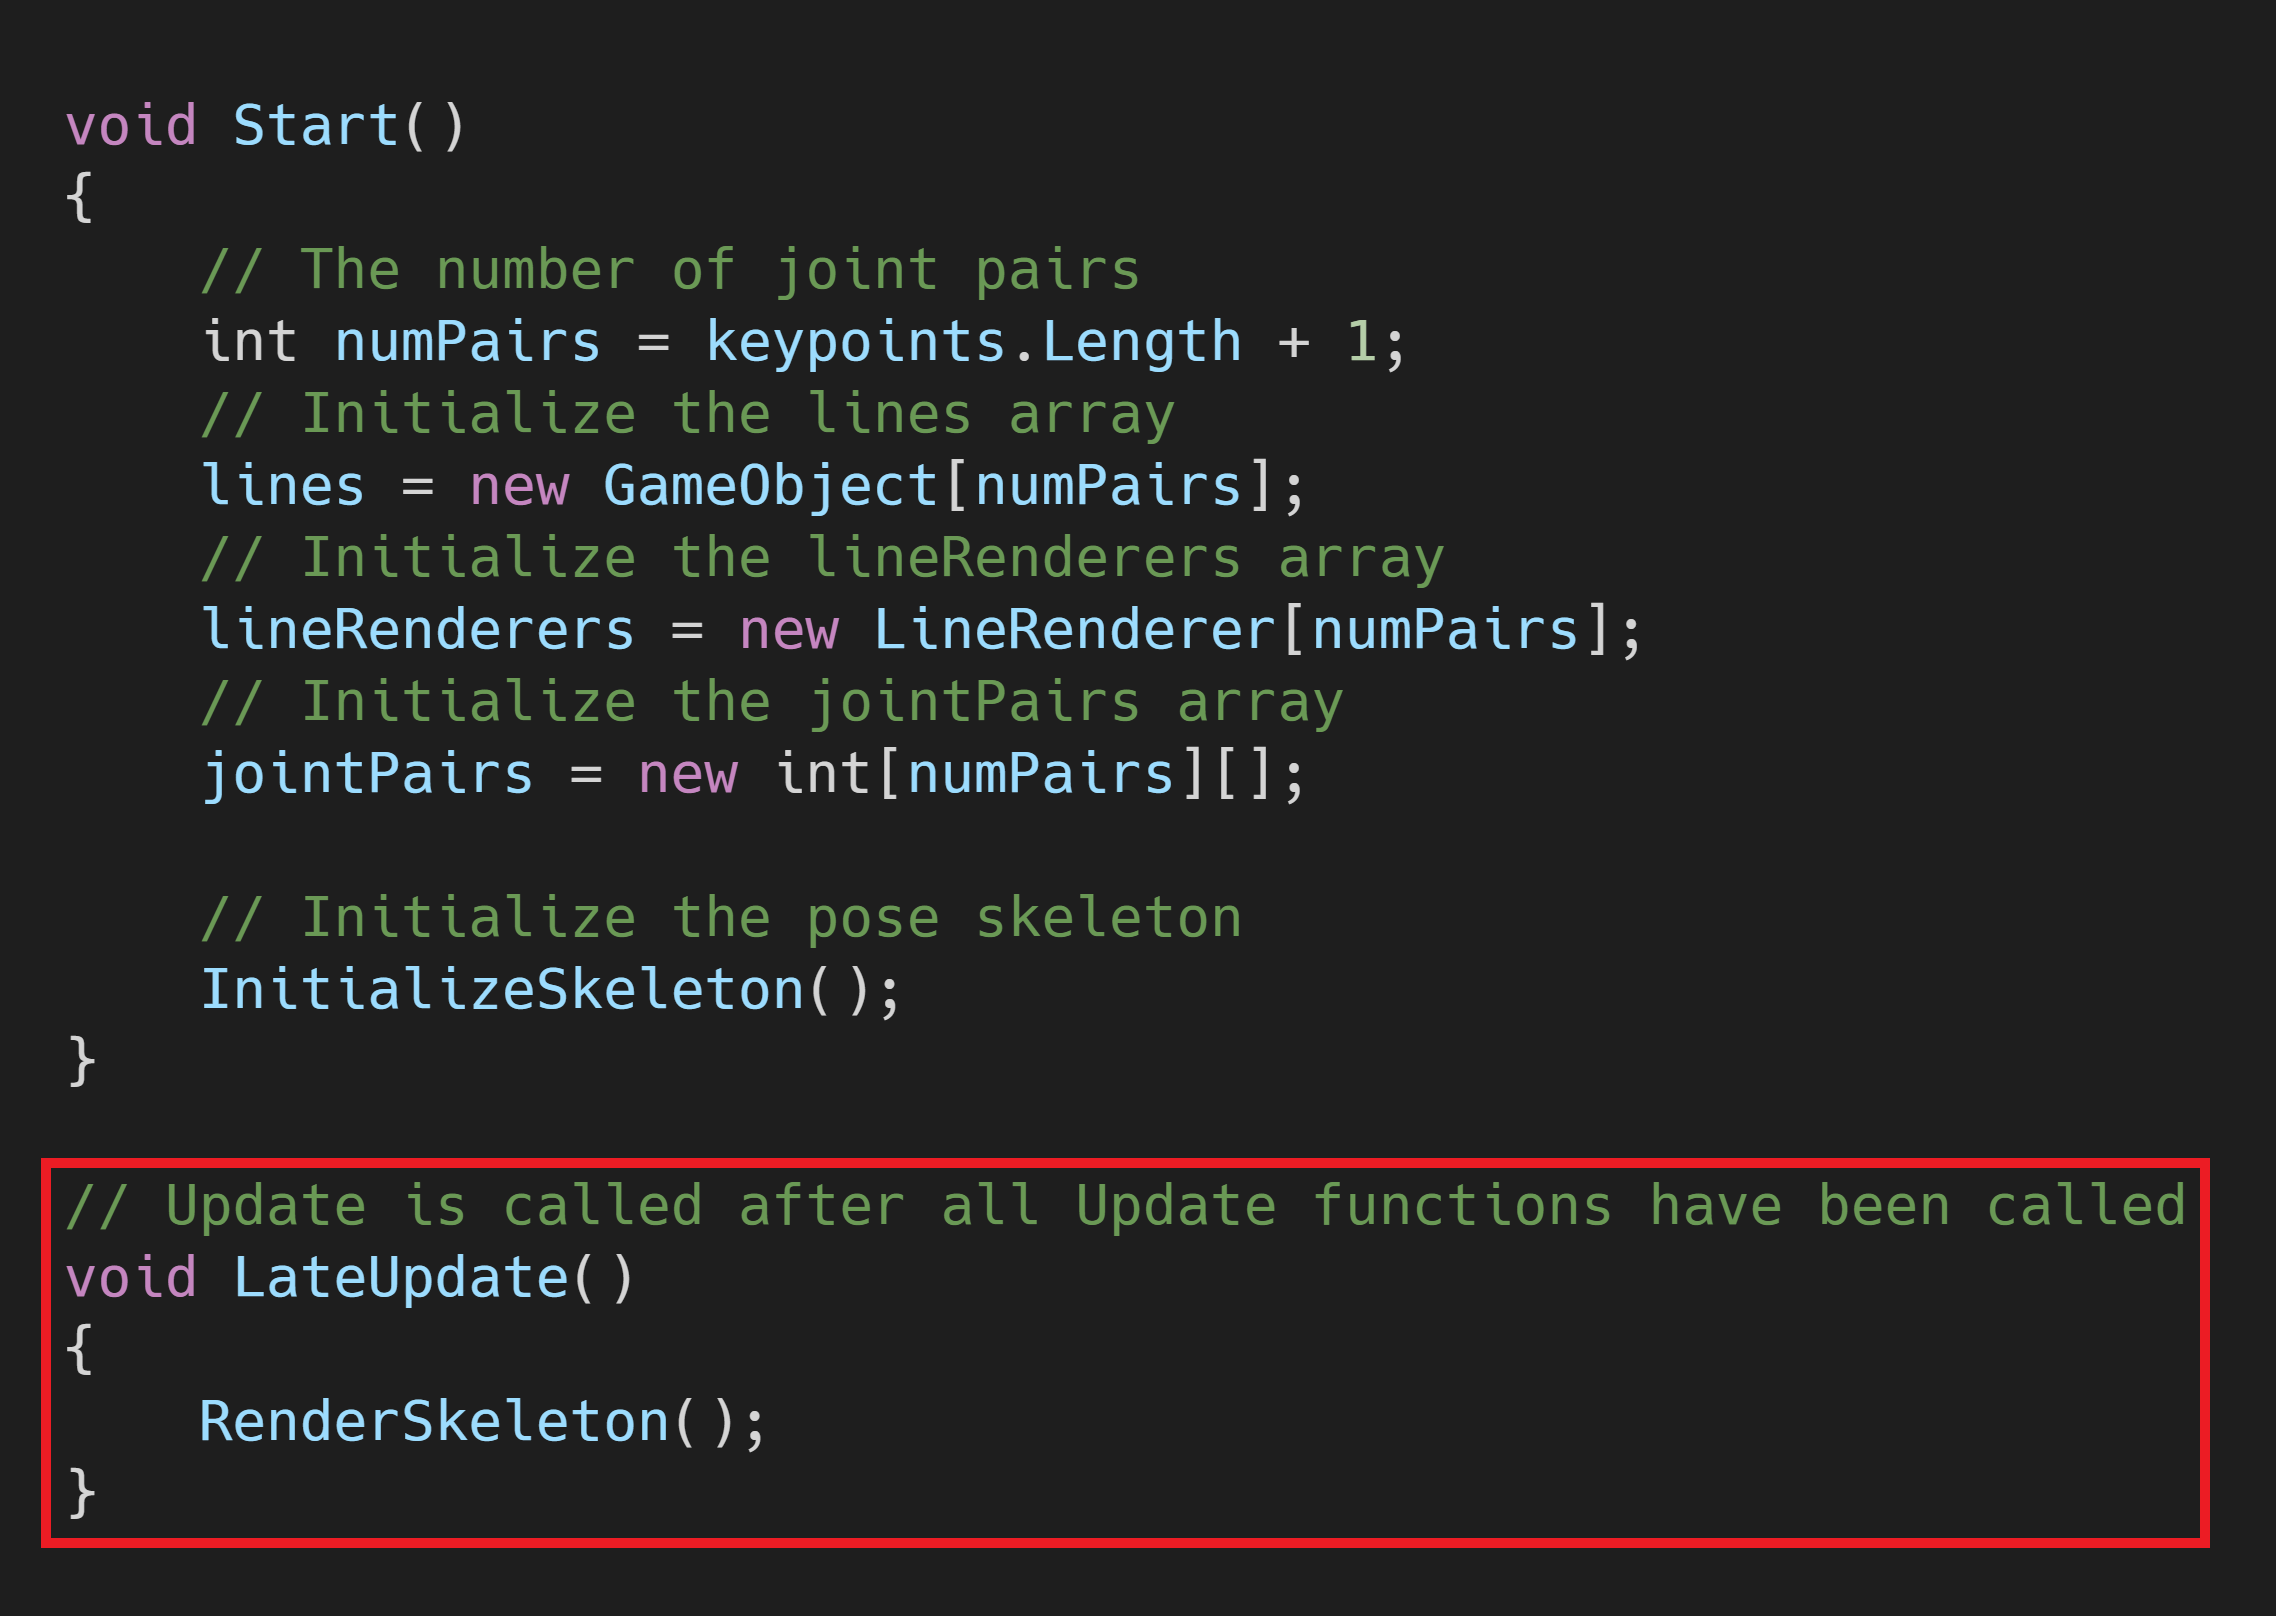 void Start()
{
    // The number of joint pairs
    int numPairs = keypoints.Length + 1;
    // Initialize the lines array
    lines = new GameObject[numPairs];
    // Initialize the lineRenderers array
    lineRenderers = new LineRenderer[numPairs];
    // Initialize the jointPairs array
    jointPairs = new int[numPairs][];

    // Initialize the pose skeleton
    InitializeSkeleton();
}

// Update is called after all Update functions have been called
void LateUpdate()
{
    RenderSkeleton();
}